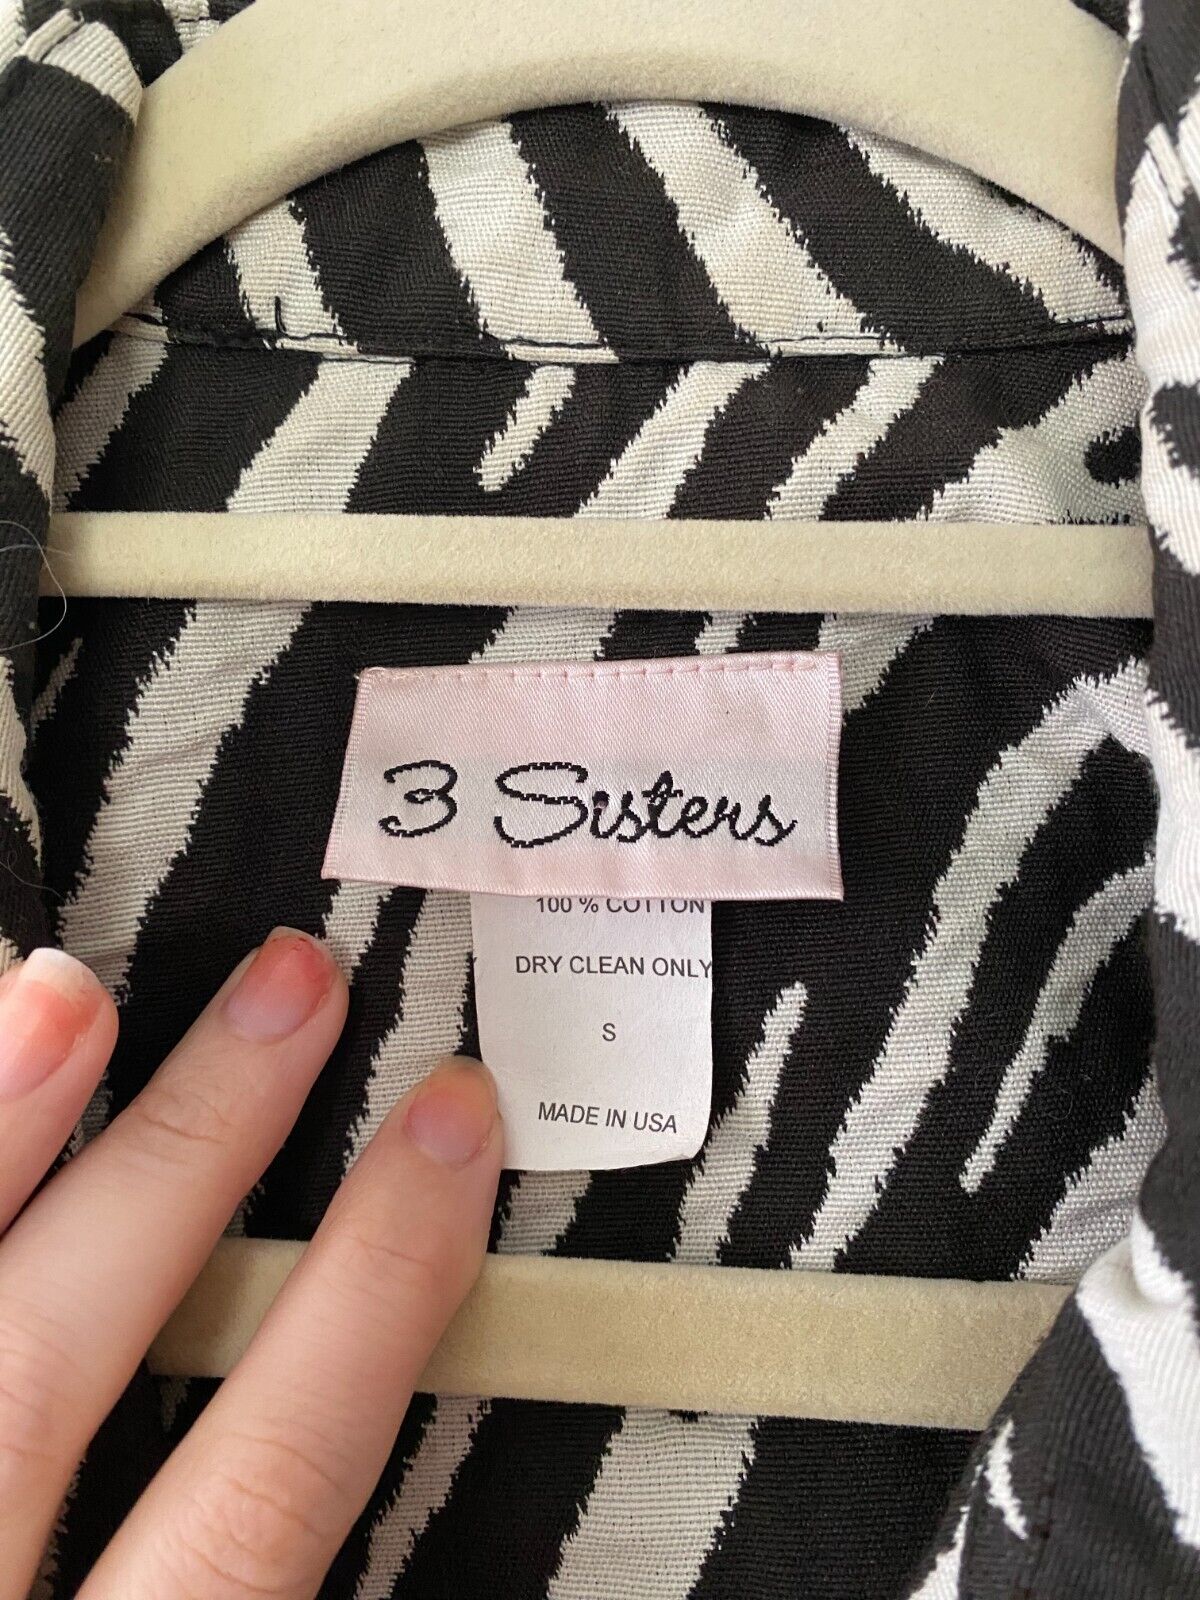 3 Sisters
100 % COTTON
DRY CLEAN ONLY
S
MADE IN USA